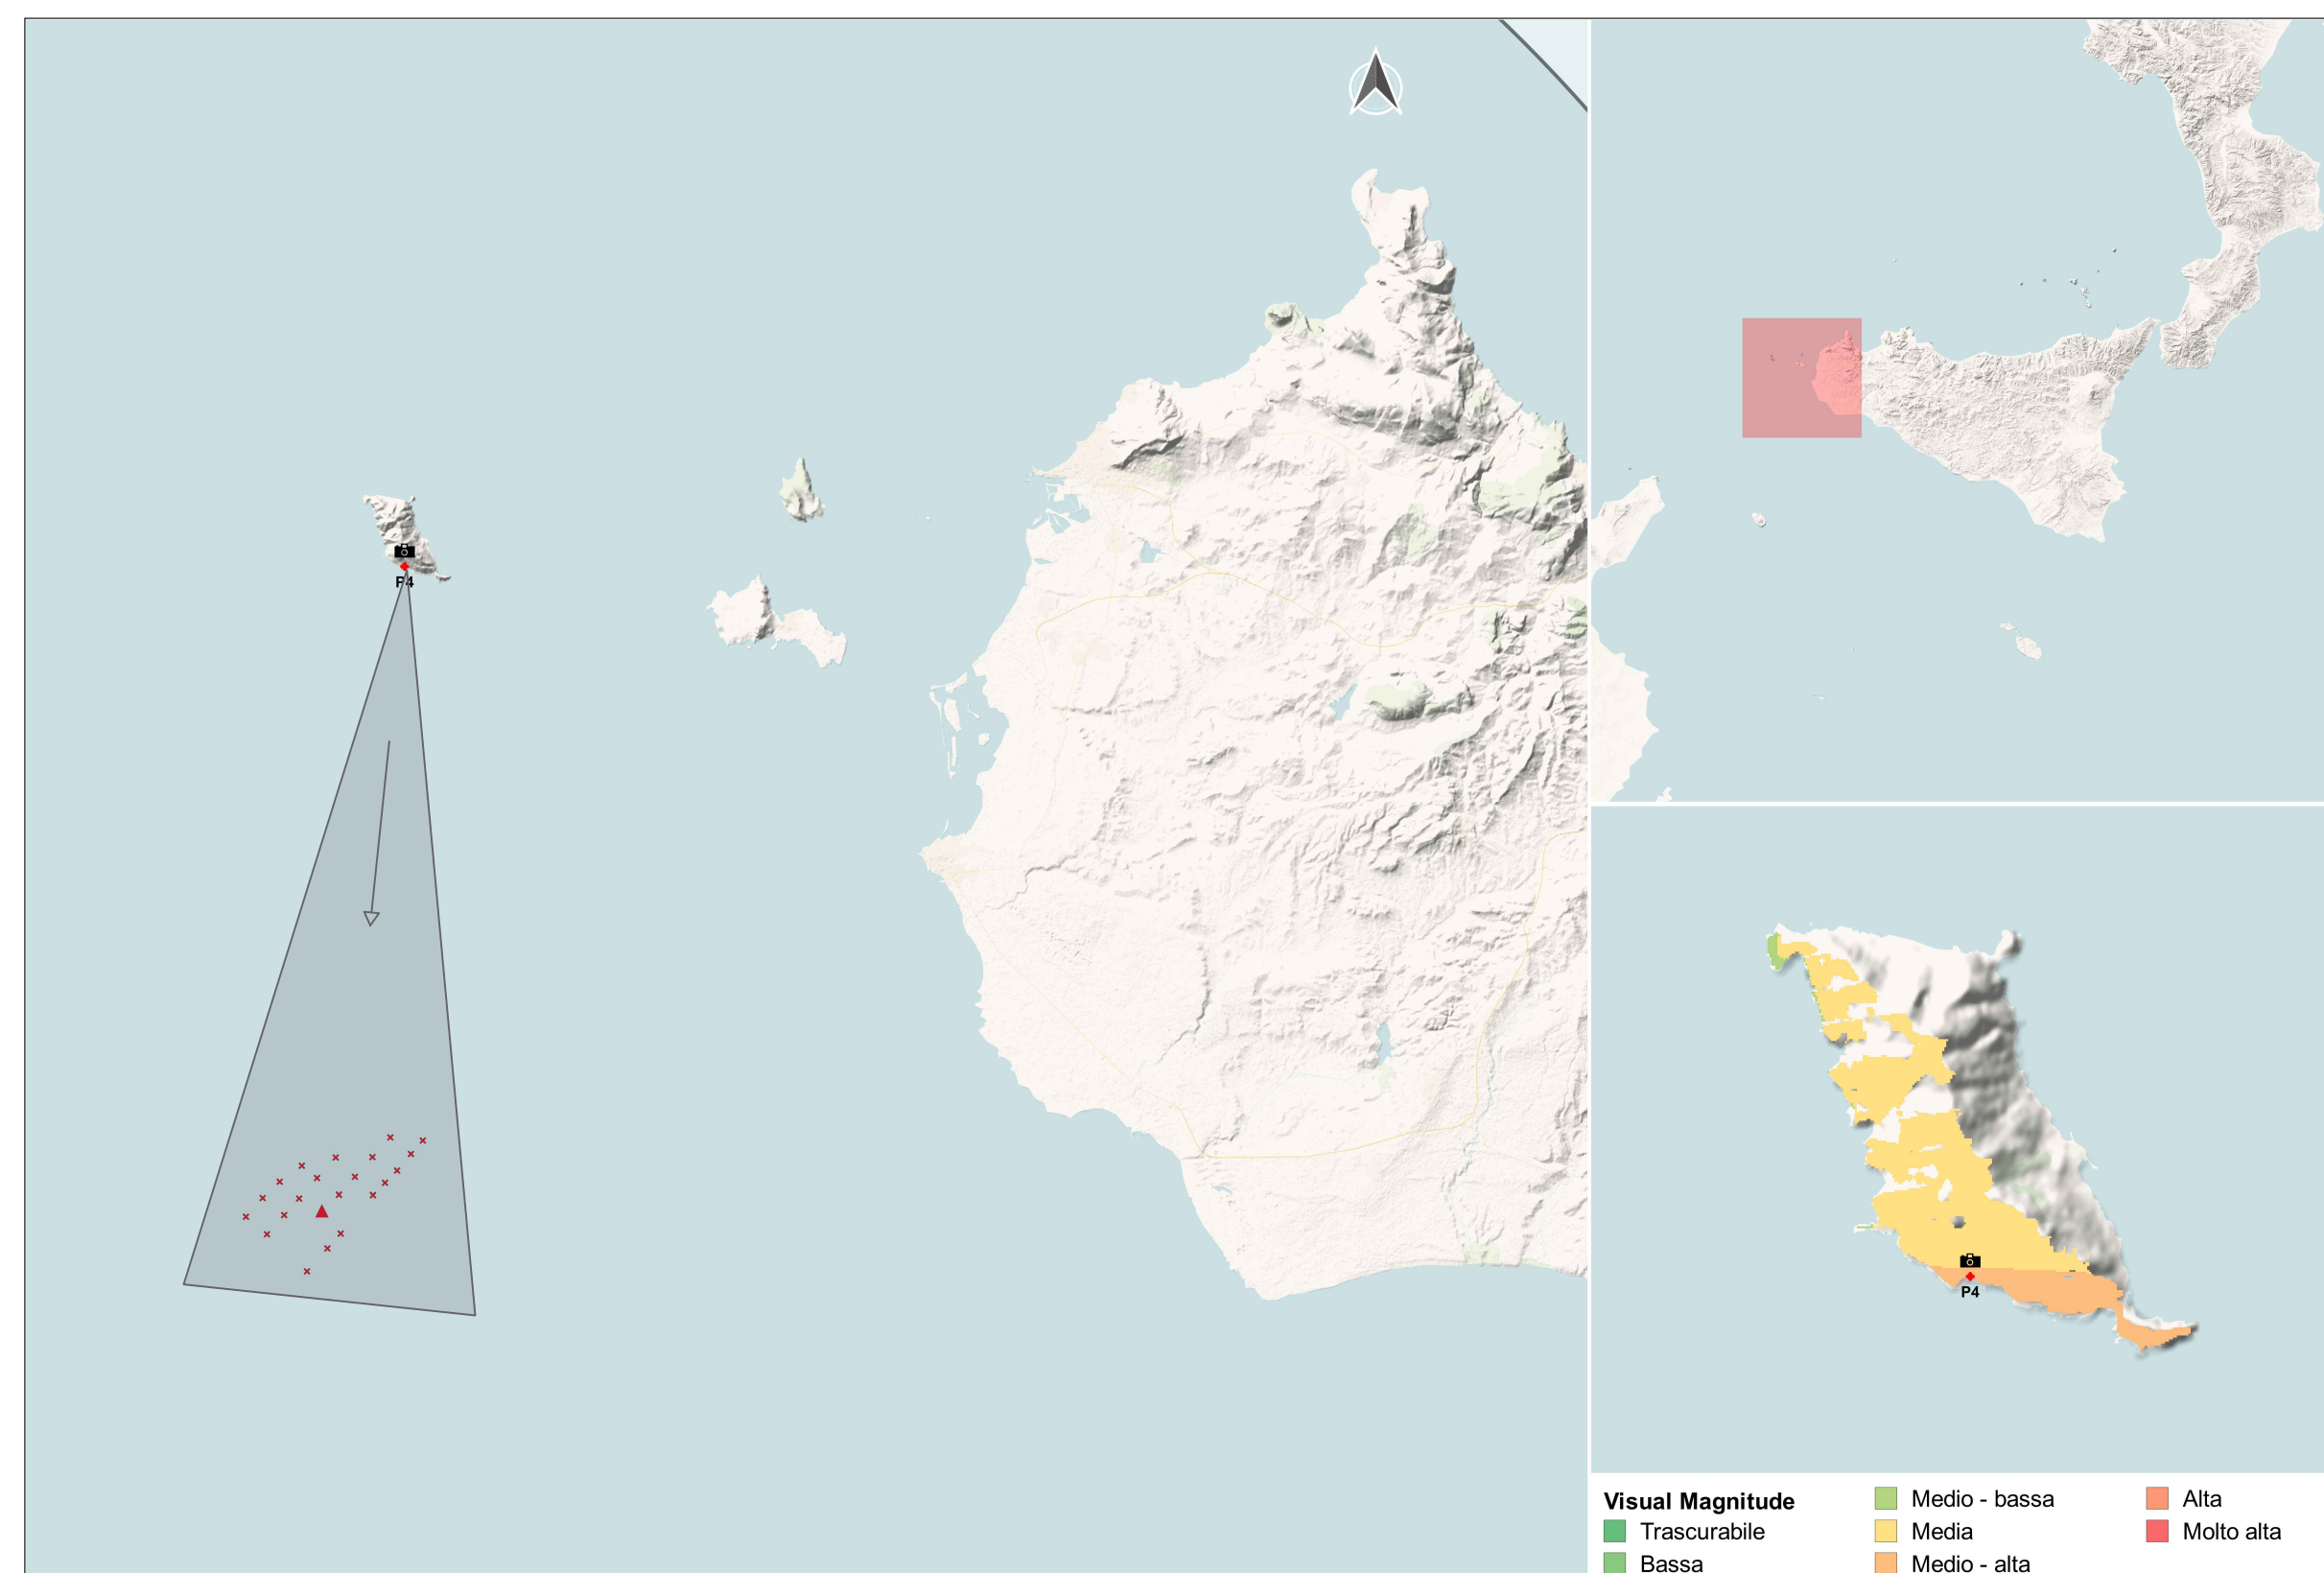 P4
P4
Visual Magnitude
Trascurabile
Bassa
Medio - bassa
Media
Medio - alta
Alta
Molto alta